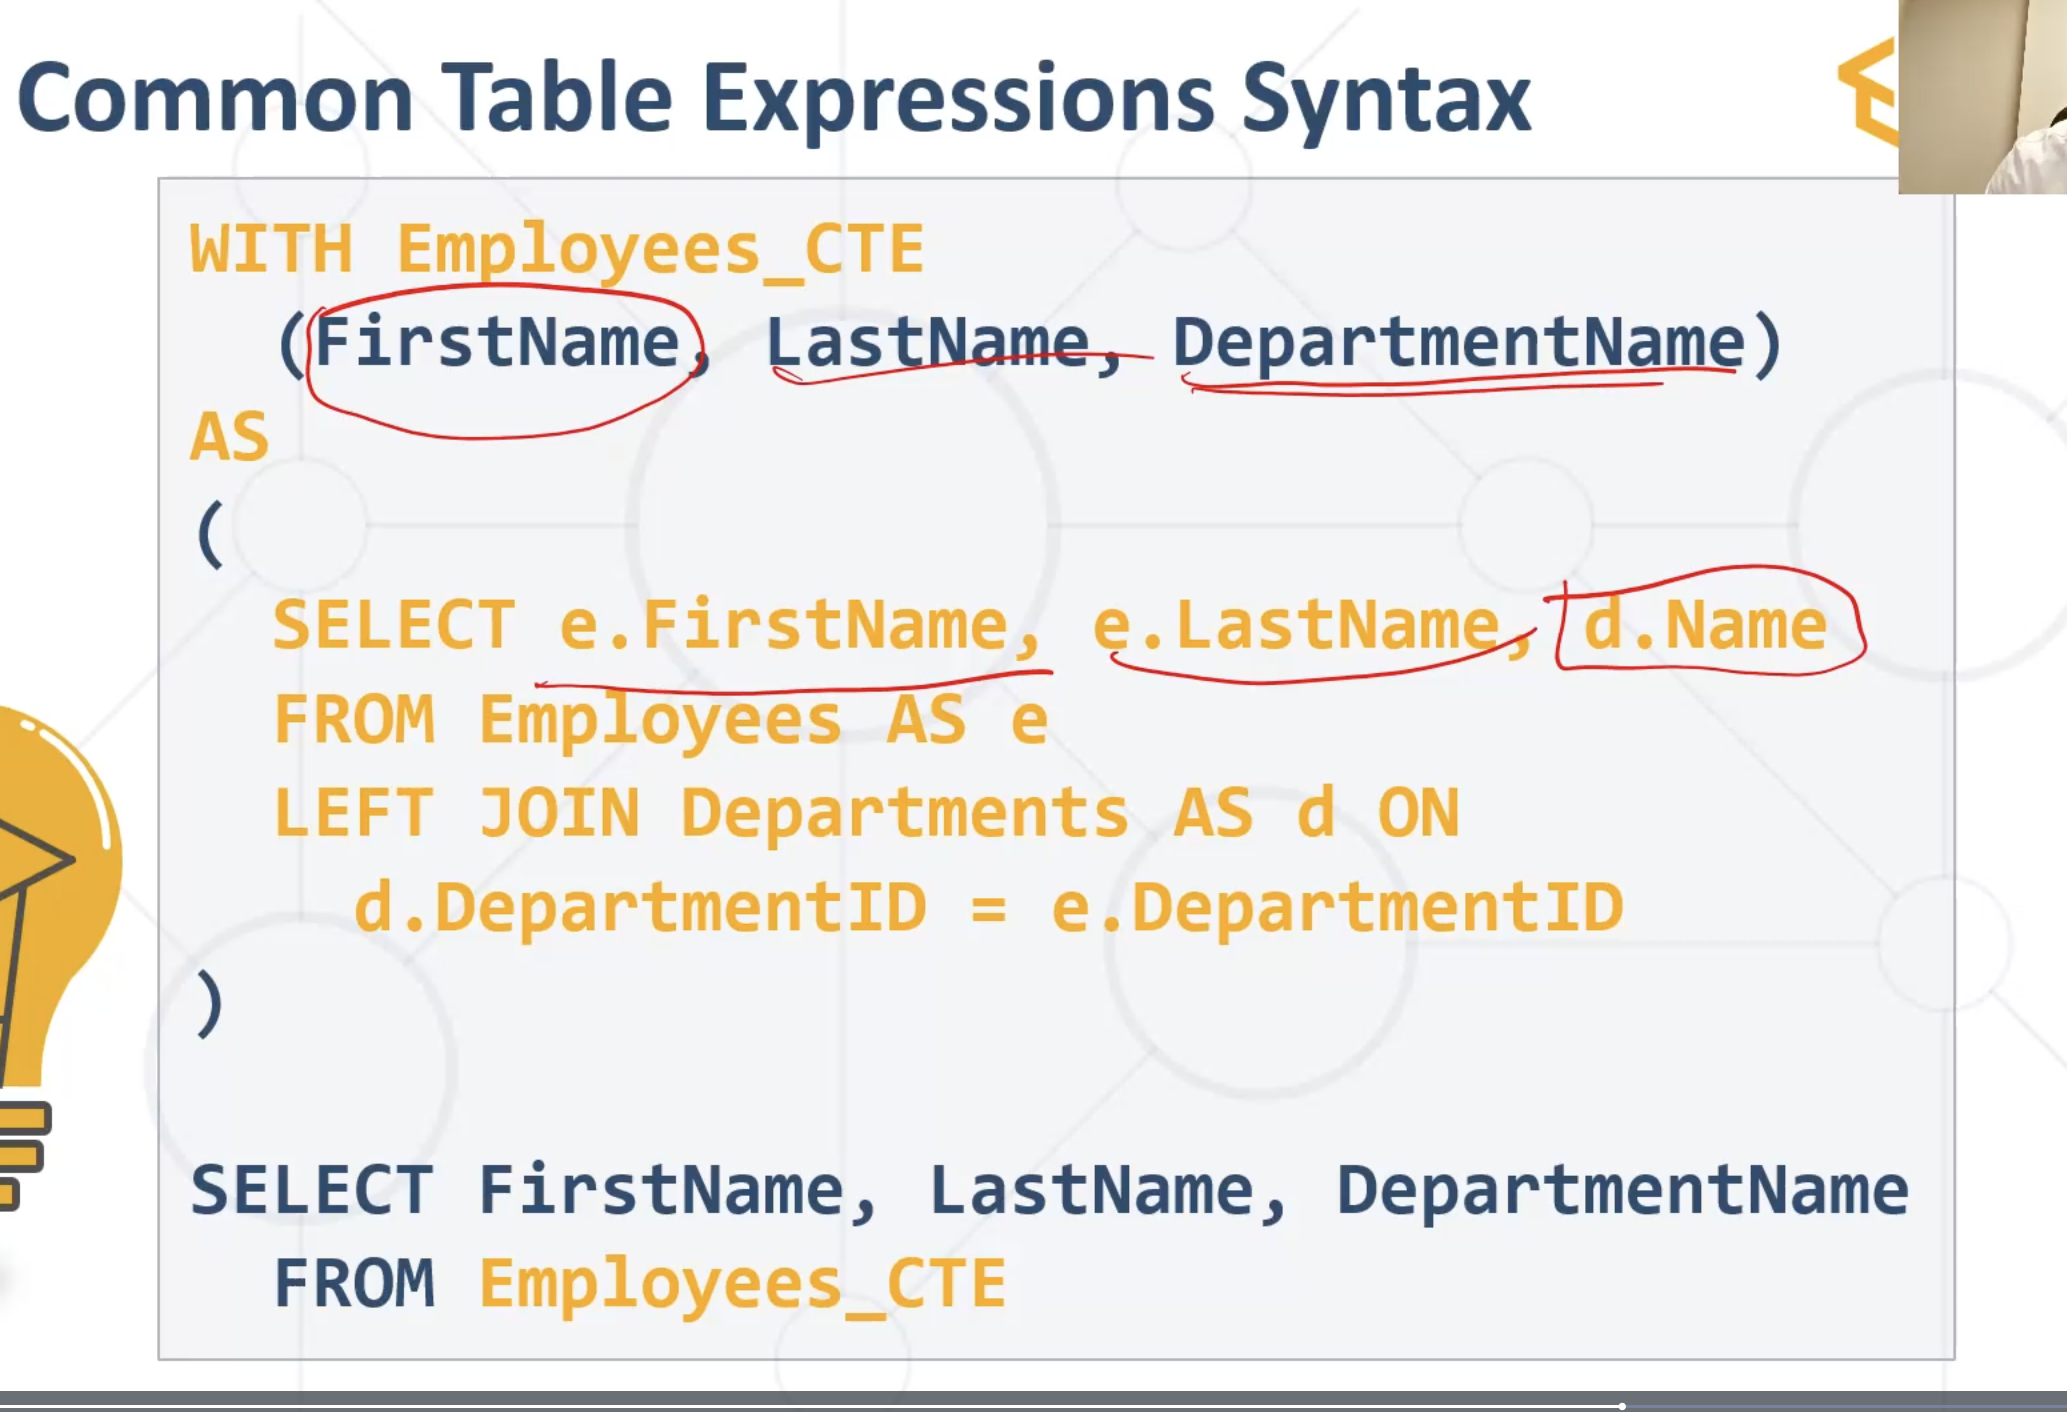 Common Table Expressions Syntax
WITH Employees_CTE
(FirstName, LastName, DepartmentName)
AS
(
SELECT e.FirstName, e.LastName, d.Name
FROM Employees AS e
LEFT JOIN Departments AS d ON
d.DepartmentID = e.DepartmentID
)
SELECT FirstName, LastName, DepartmentName
FROM Employees_CTE